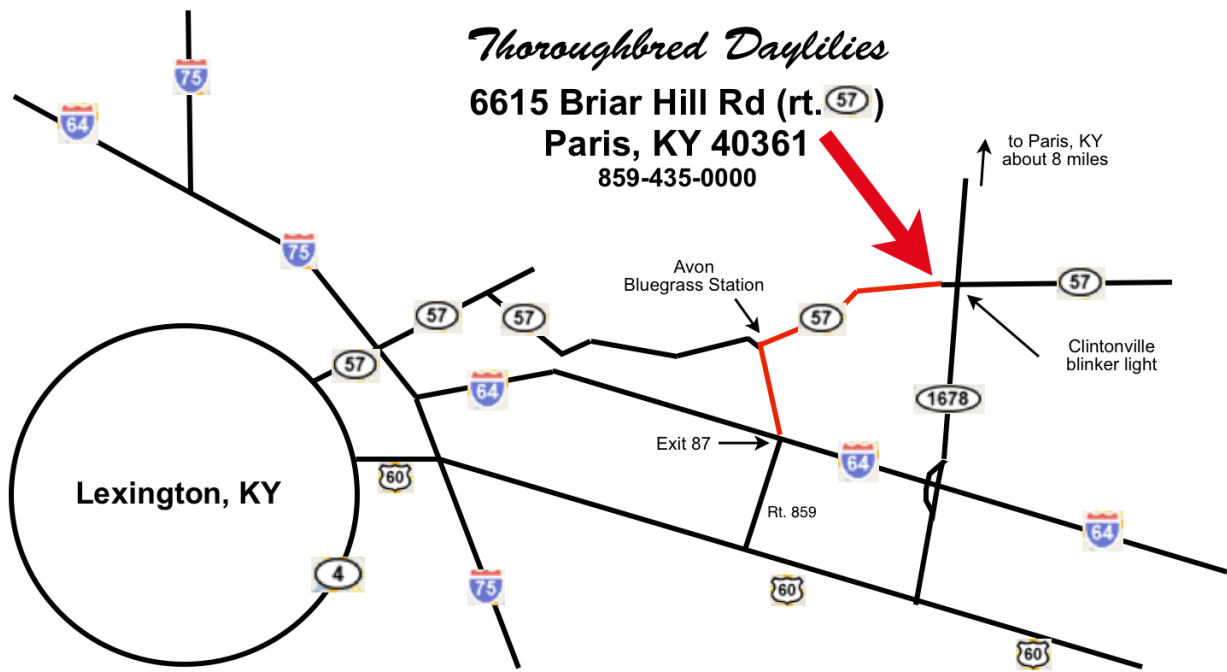 Thoroughbred Daylilies
6615 Briar Hill Rd (rt. 57 )
Paris, KY 40361
859-435-0000
75
64
to Paris, KY
about 8 miles
75
Avon
Bluegrass Station
57
57
57
57
57
Clintonville
blinker light
64
1678
Exit 87
64
60
Lexington, KY
Rt. 859
64
4
75
60
60